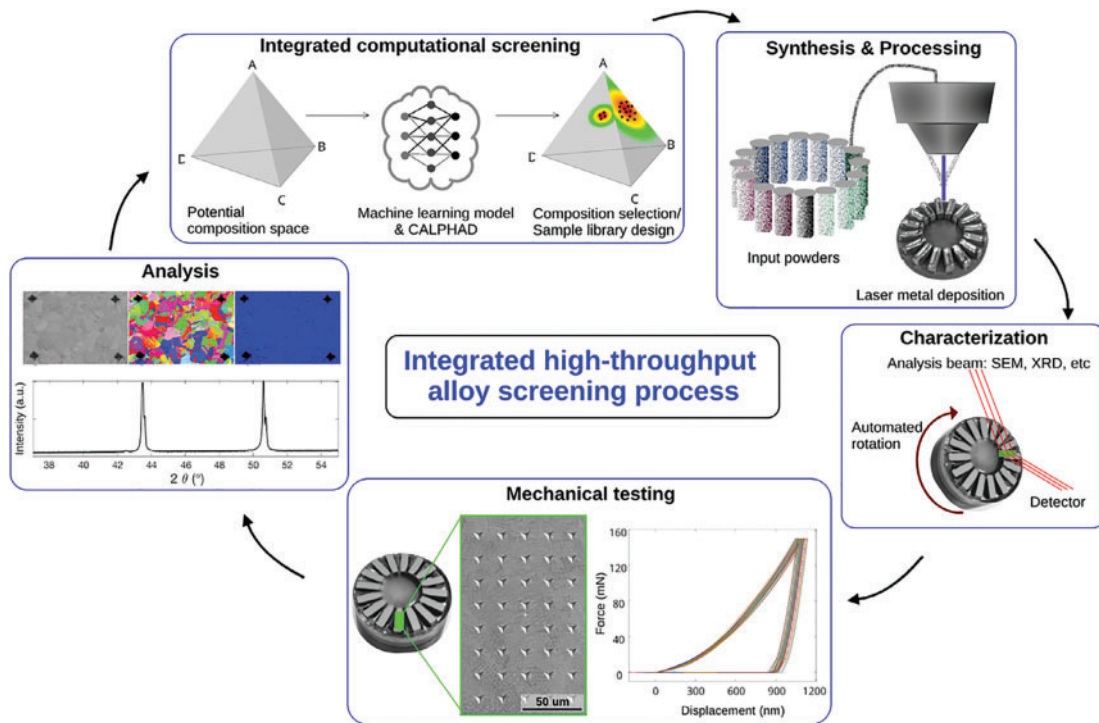 Integrated computational screening
A
D
B
C
Potential
composition space
Machine learning model
& CALPHAD
A
D
B
C
Composition selection/
Sample library design
Synthesis & Processing
Input powders
Laser metal deposition
Characterization
Analysis beam: SEM, XRD, etc
Automated
rotation
Detector
Mechanical testing
50 um
Force (mN)
160
120
80
40
0
0
300
600
900
1200
Displacement (nm)
Analysis
Intensity (a.u.)
38
40
42
44
46
48
50
52
54
2 θ (°)
Integrated high-throughput
alloy screening process